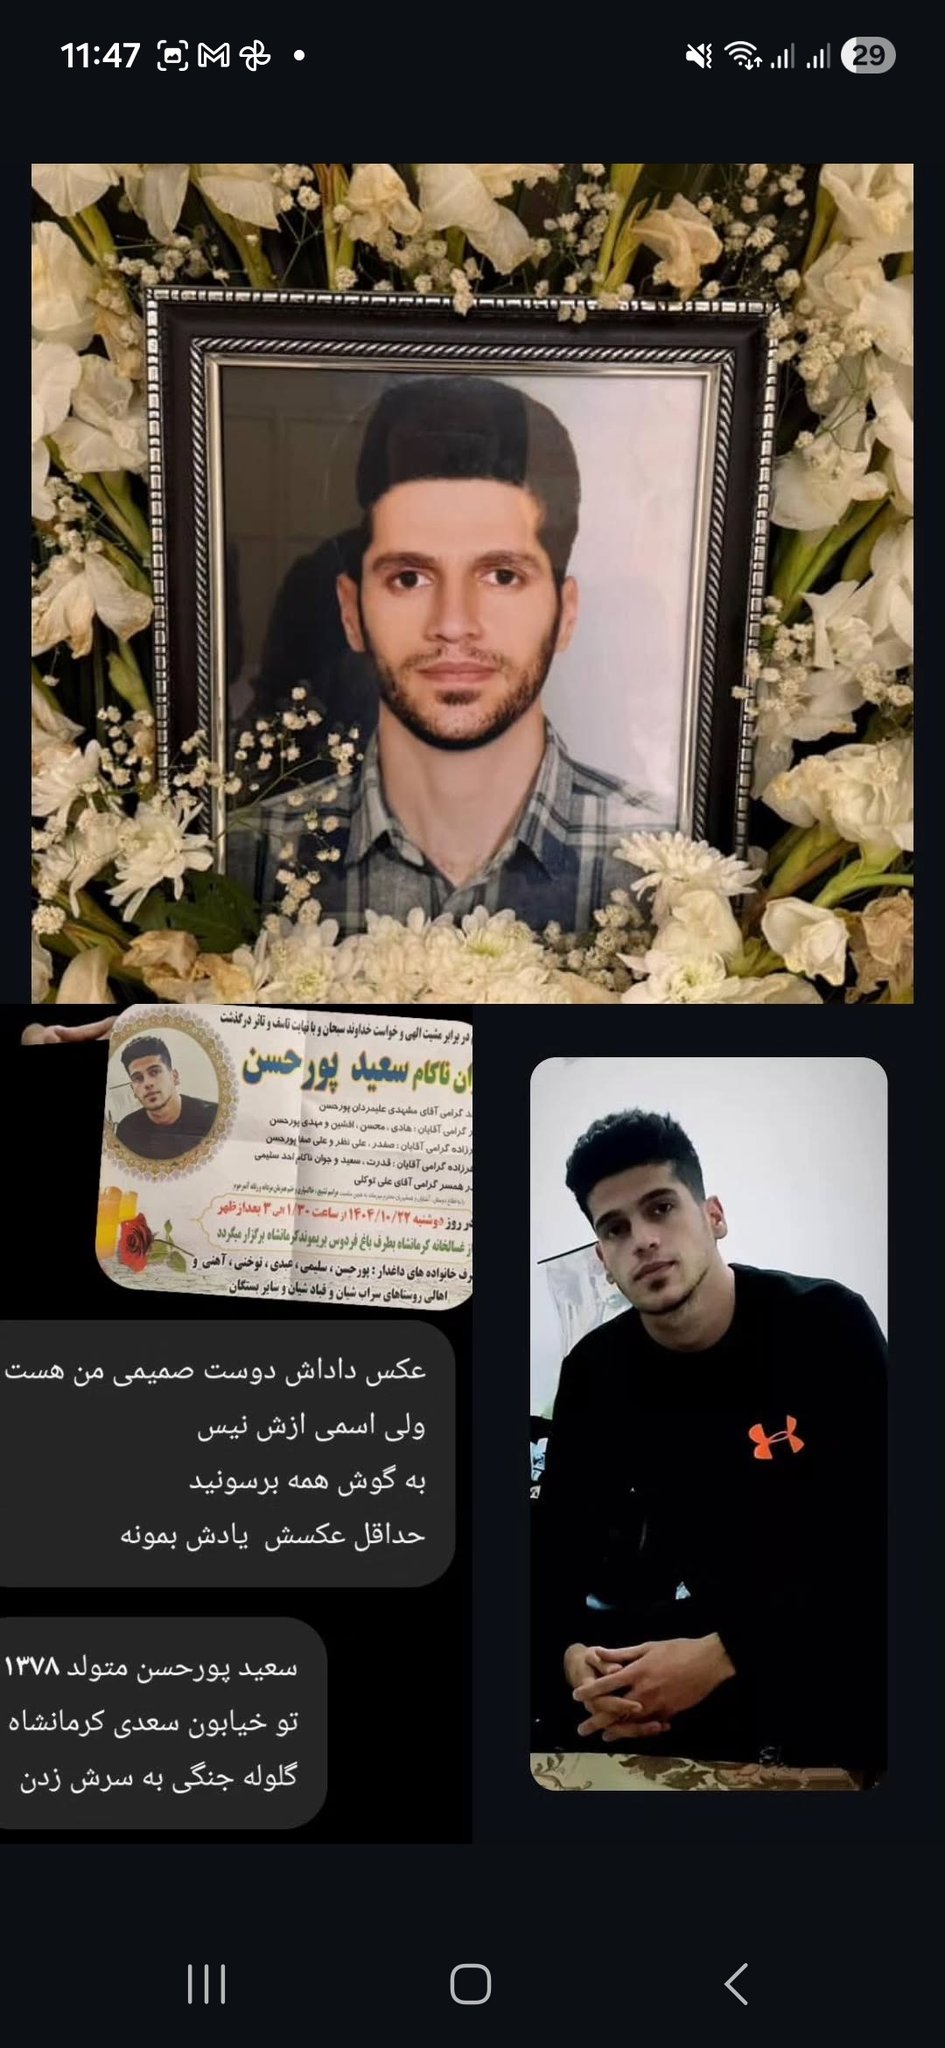 11:47
29
در برابر مشیت الهی و خواست خداوند سبحان و با نهایت تاسف و تاثر درگذشت
ناکام سعید پورحسن
گرامی آقای مشهدی علیمردان پورحسن
گرامی آقایان : هادی ، محسن ، افشین و مهدی پورحسن
گرامی آقایان : صفدر ، علی نظر و علی صفا پورحسن
گرامی آقایان : قدرت ، سعید و جوان ناکام احد سلیمی
همسر گرامی آقای علی توکلی
در روز دوشنبه ۱۴۰۴/۱۰/۲۲ از ساعت ۱/۳۰ الی ۳ بعدازظهر
از غسالخانه کرمانشاه بطرف باغ فردوس بریموند کرمانشاه برگزار میگردد
خانواده های داغدار : پورحسن ، سلیمی ، عبدی ، توخنی ، آهنی و
اهالی روستاهای سراب شیان و قباد شیان و سایر بستگان
عکس داداش دوست صمیمی من هست
ولی اسمی ازش نیس
به گوش همه برسونید
حداقل عکسش یادش بمونه
سعید پورحسن متولد ۱۳۷۸
تو خیابون سعدی کرمانشاه
گلوله جنگی به سرش زدن